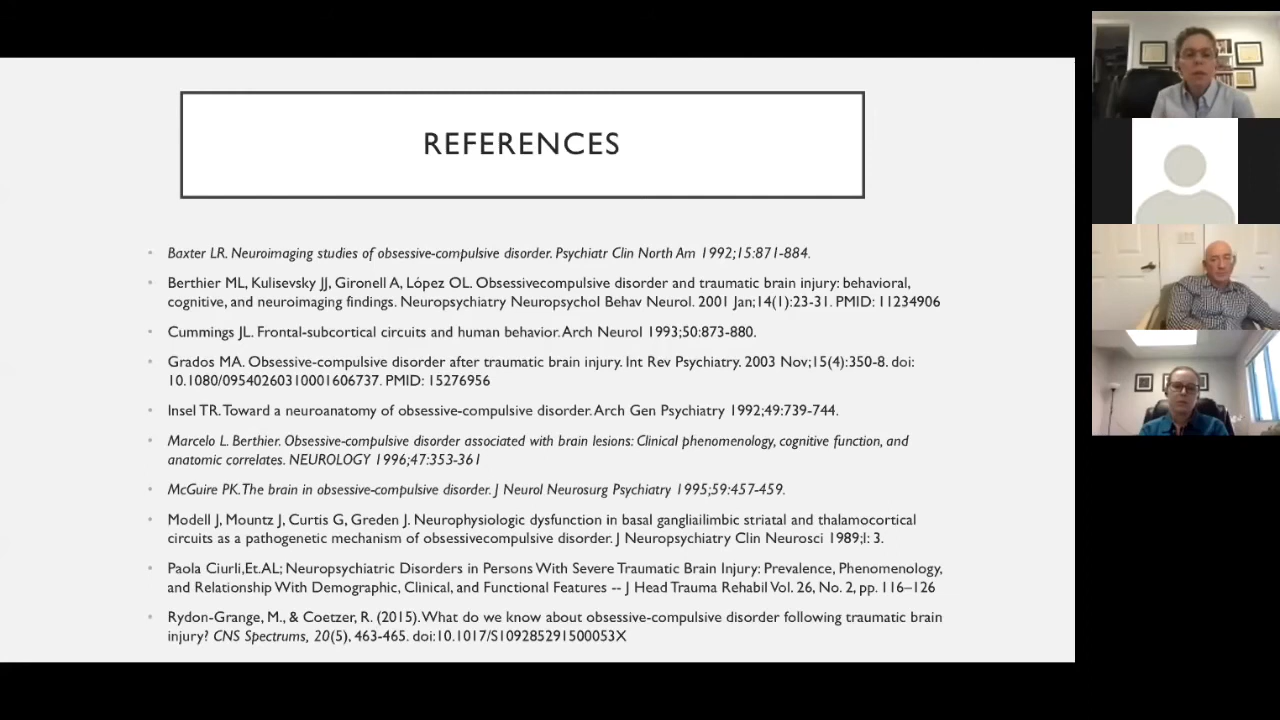 REFERENCES
Baxter LR. Neuroimaging studies of obsessive-compulsive disorder. Psychiatr Clin North Am 1992;15:871-884.
Berthier ML, Kulisevsky JJ, Gironell A, López OL. Obsessivecompulsive disorder and traumatic brain injury: behavioral,
cognitive, and neuroimaging findings. Neuropsychiatry Neuropsychol Behav Neurol. 2001 Jan;14(1):23-31. PMID: 11234906
Cummings JL. Frontal-subcortical circuits and human behavior. Arch Neurol 1993;50:873-880.
Grados MA. Obsessive-compulsive disorder after traumatic brain injury. Int Rev Psychiatry. 2003 Nov;15(4):350-8. doi:
10.1080/09540260310001606737. PMID: 15276956
Insel TR. Toward a neuroanatomy of obsessive-compulsive disorder. Arch Gen Psychiatry 1992;49:739-744.
Marcelo L. Berthier. Obsessive-compulsive disorder associated with brain lesions: Clinical phenomenology, cognitive function, and
anatomic correlates. NEUROLOGY 1996;47:353-361
McGuire PK. The brain in obsessive-compulsive disorder. J Neurol Neurosurg Psychiatry 1995;59:457-459.
Modell J, Mountz J, Curtis G, Greden J. Neurophysiologic dysfunction in basal gangliailimbic striatal and thalamocortical
circuits as a pathogenetic mechanism of obsessivecompulsive disorder. J Neuropsychiatry Clin Neurosci 1989;l: 3.
Paola Ciurli,Et.AL; Neuropsychiatric Disorders in Persons With Severe Traumatic Brain Injury: Prevalence, Phenomenology,
and Relationship With Demographic, Clinical, and Functional Features -- J Head Trauma Rehabil Vol. 26, No. 2, pp. 116–126
Rydon-Grange, M., & Coetzer, R. (2015). What do we know about obsessive-compulsive disorder following traumatic brain
injury? CNS Spectrums, 20(5), 463-465. doi:10.1017/S109285291500053X